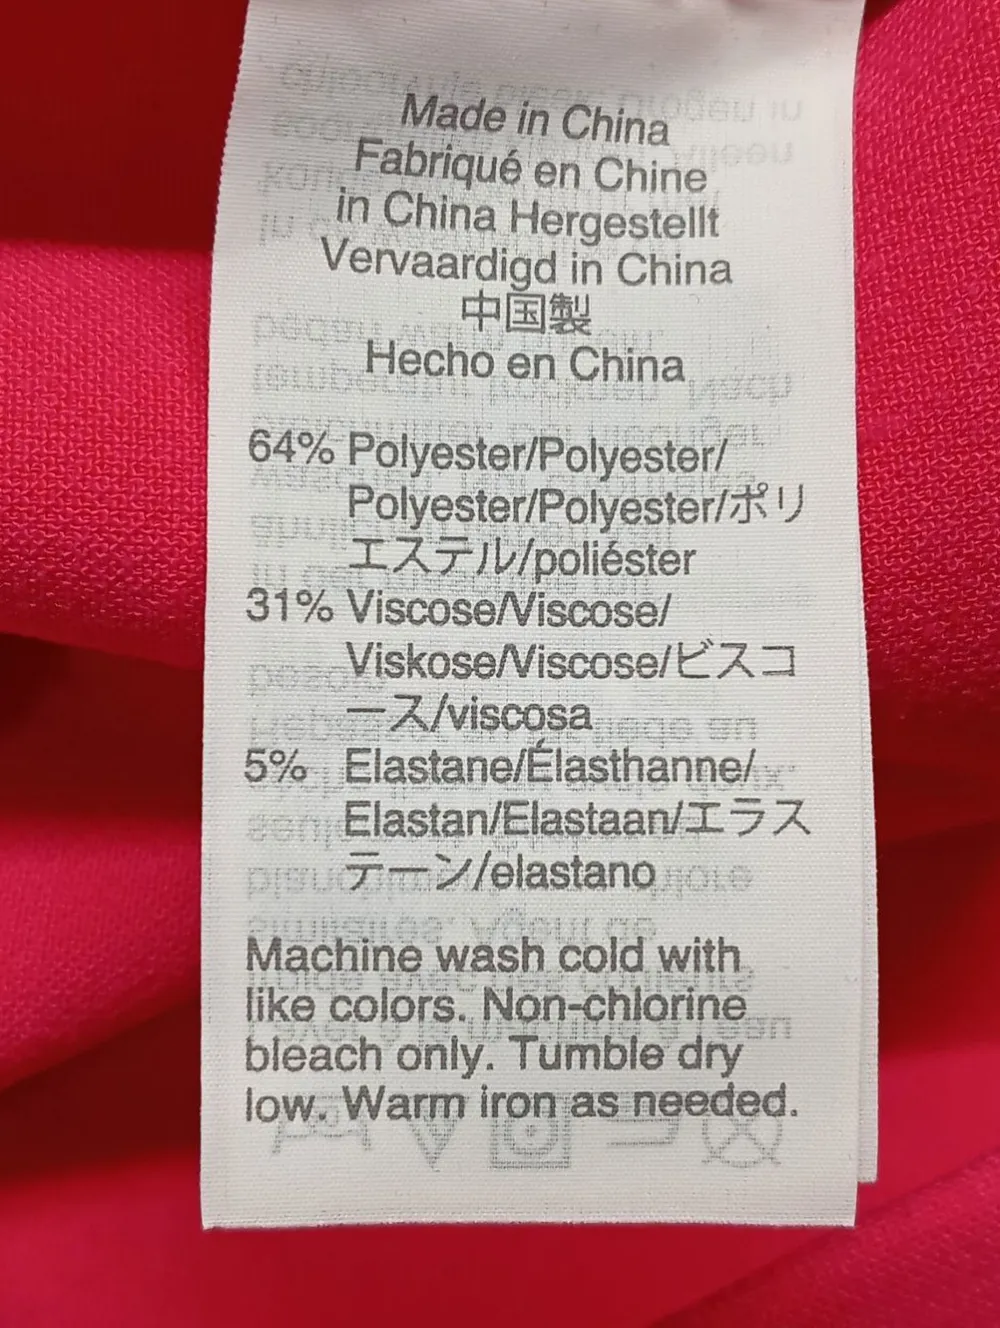 Made in China
Fabriqué en Chine
in China Hergestellt
Vervaardigd in China
中国製
Hecho en China
64% Polyester/Polyester/
Polyester/Polyester/ポリ
エステル/poliéster
31% Viscose/Viscose/
Viskose/Viscose/ビスコ
ース/viscosa
5% Elastane/Élasthanne/
Elastan/Elastaan/エラス
テーン/elastano
Machine wash cold with
like colors. Non-chlorine
bleach only. Tumble dry
low. Warm iron as needed.